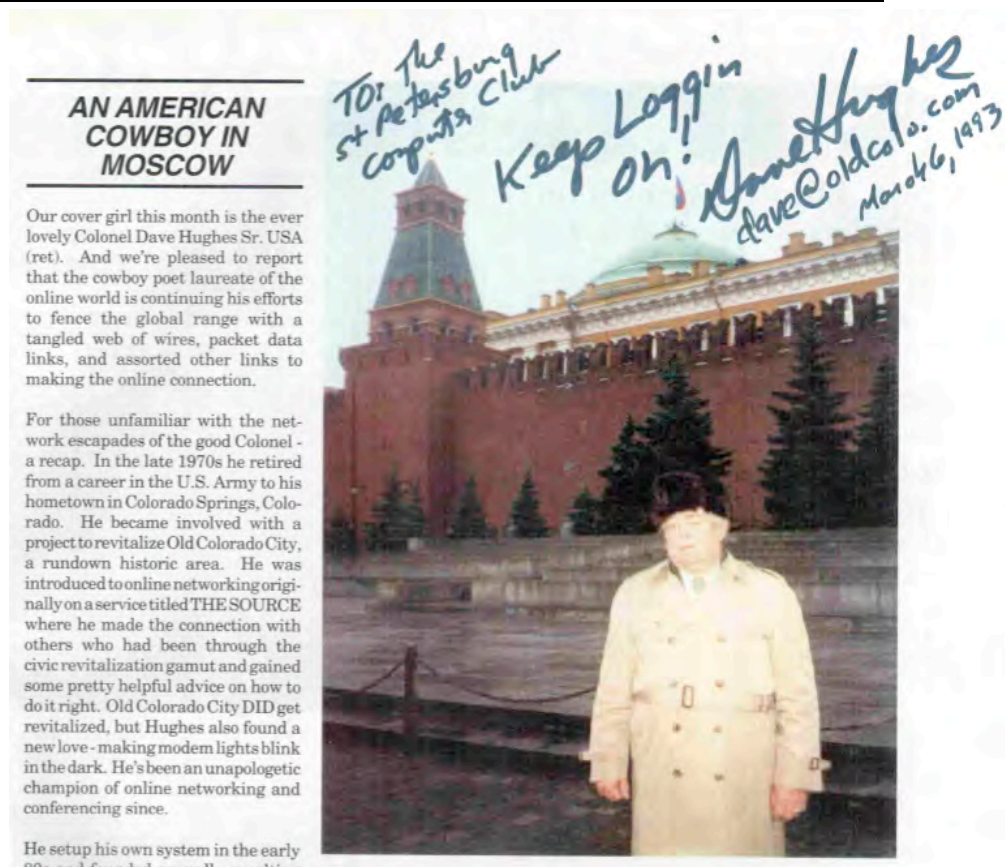 AN AMERICAN
COWBOY IN
MOSCOW
Our cover girl this month is the ever
lovely Colonel Dave Hughes Sr. USA
(ret). And we're pleased to report
that the cowboy poet laureate of the
online world is continuing his efforts
to fence the global range with a
tangled web of wires, packet data
links, and assorted other links to
making the online connection.
For those unfamiliar with the net-
work escapades of the good Colonel -
a recap. In the late 1970s he retired
from a career in the U.S. Army to his
hometown in Colorado Springs, Colo-
rado. He became involved with a
project to revitalize Old Colorado City,
a rundown historic area. He was
introduced to online networking origi-
nally on a service titled THE SOURCE
where he made the connection with
others who had been through the
civic revitalization gamut and gained
some pretty helpful advice on how to
do it right. Old Colorado City DID get
revitalized, but Hughes also found a
new love - making modem lights blink
in the dark. He's been an unapologetic
champion of online networking and
conferencing since.
He setup his own system in the early
TO: The
St Petersburg
Computer Club
Keep Loggin
On!
Dave Hughes
dave@oldcolo.com
March 6, 1993